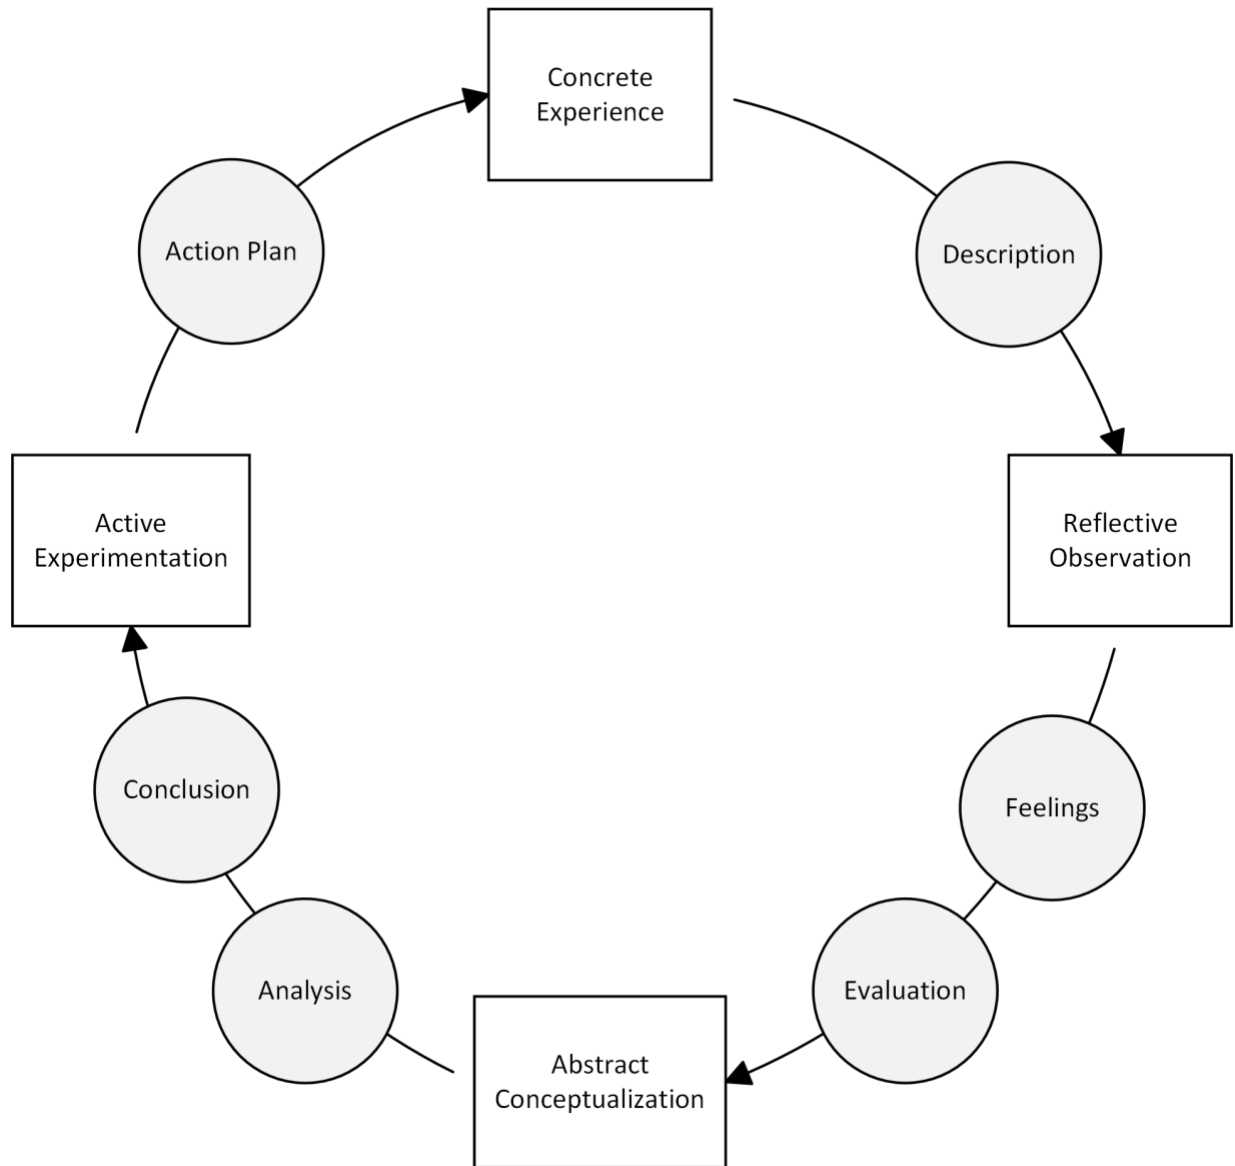 Concrete
Experience
Description
Reflective
Observation
Feelings
Evaluation
Abstract
Conceptualization
Analysis
Conclusion
Active
Experimentation
Action Plan